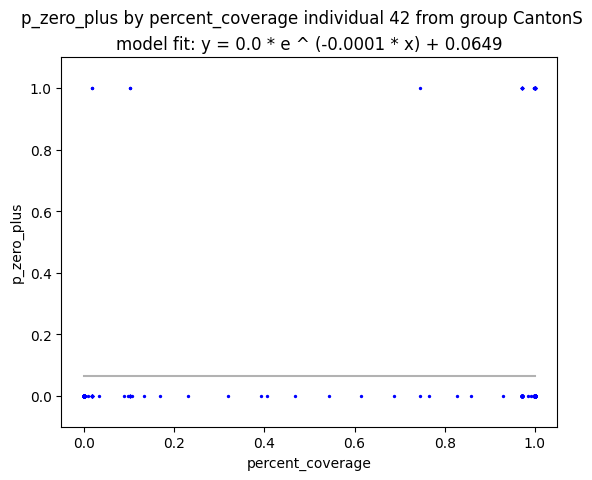 p_zero_plus by percent_coverage individual 42 from group CantonS
model fit: y = 0.0 * e ^ (-0.0001 * x) + 0.0649
p_zero_plus
1.0
0.8
0.6
0.4
0.2
0.0
0.0 0.2 0.4 0.6 0.8 1.0
percent_coverage